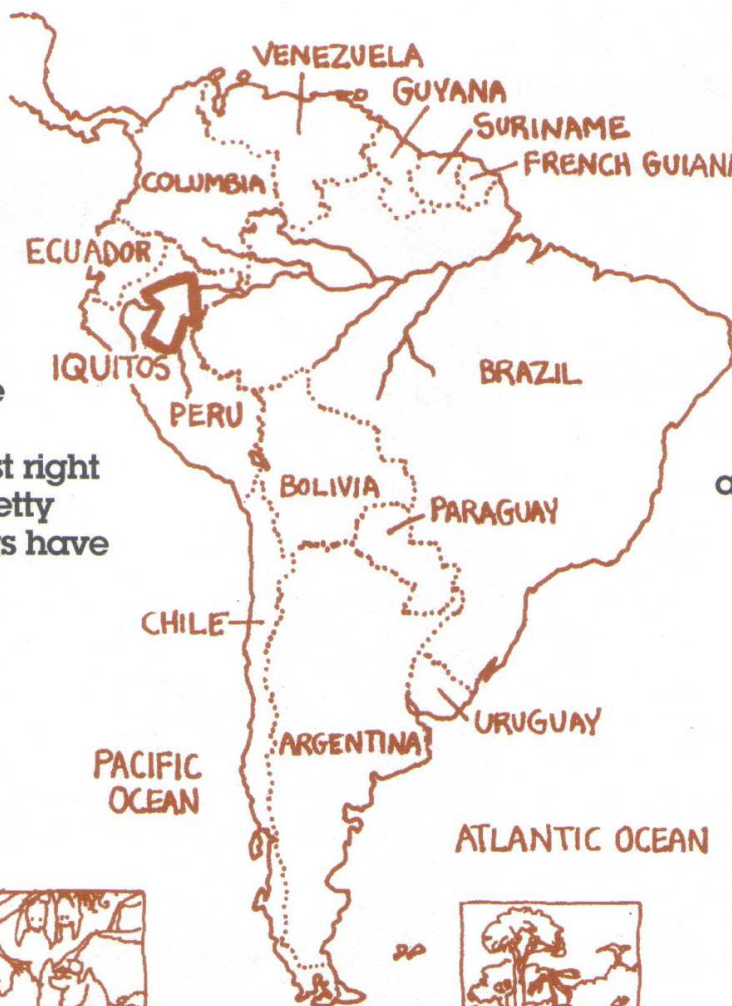 VENEZUELA
GUYANA
SURINAME
FRENCH GUIANA
COLUMBIA
ECUADOR
IQUITOS
PERU
BRAZIL
st right
etty
rs have
BOLIVIA
PARAGUAY
CHILE
URUGUAY
ARGENTINA
PACIFIC
OCEAN
ATLANTIC OCEAN